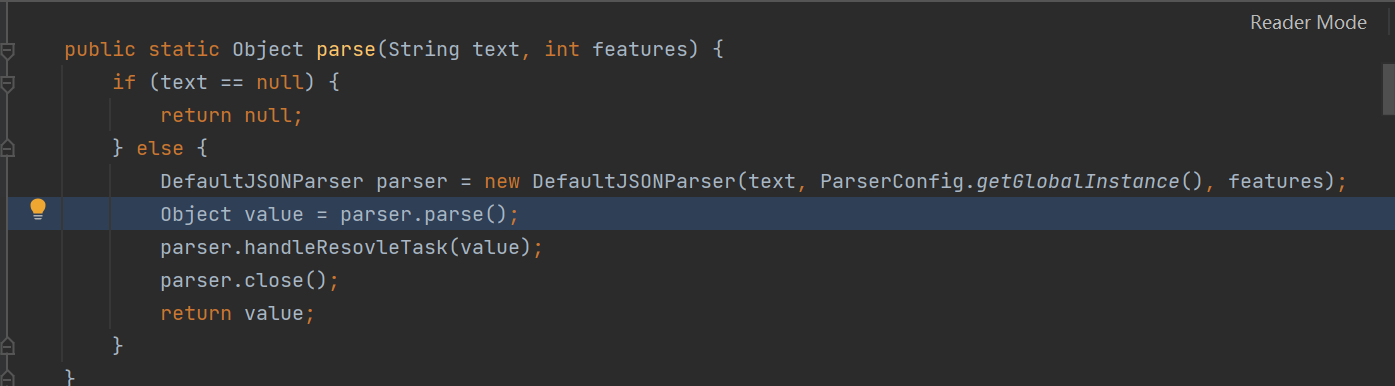 Reader Mode
public static Object parse(String text, int features) {
if (text == null) {
return null;
} else {
DefaultJSONParser parser = new DefaultJSONParser(text, ParserConfig.getGlobalInstance(), features);
Object value = parser.parse();
parser.handleResovleTask(value);
parser.close();
return value;
}
}